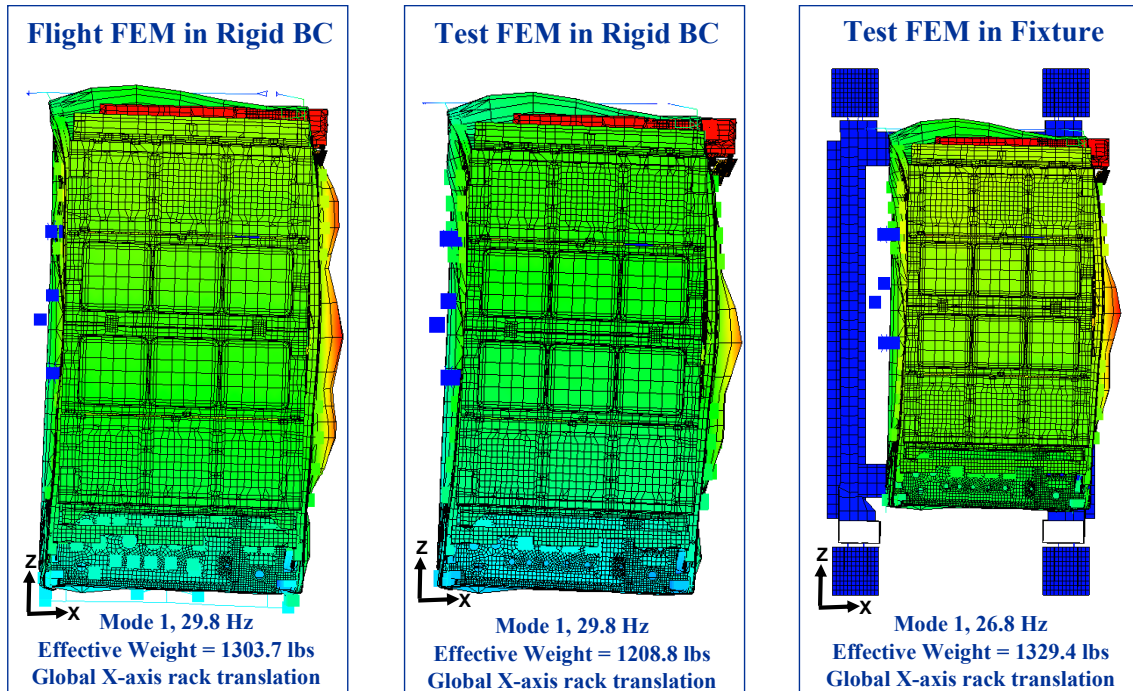 Flight FEM in Rigid BC
Z
X
Mode 1, 29.8 Hz
Effective Weight = 1303.7 lbs
Global X-axis rack translation
Test FEM in Rigid BC
Z
X
Mode 1, 29.8 Hz
Effective Weight = 1208.8 lbs
Global X-axis rack translation
Test FEM in Fixture
Z
X
Mode 1, 26.8 Hz
Effective Weight = 1329.4 lbs
Global X-axis rack translation